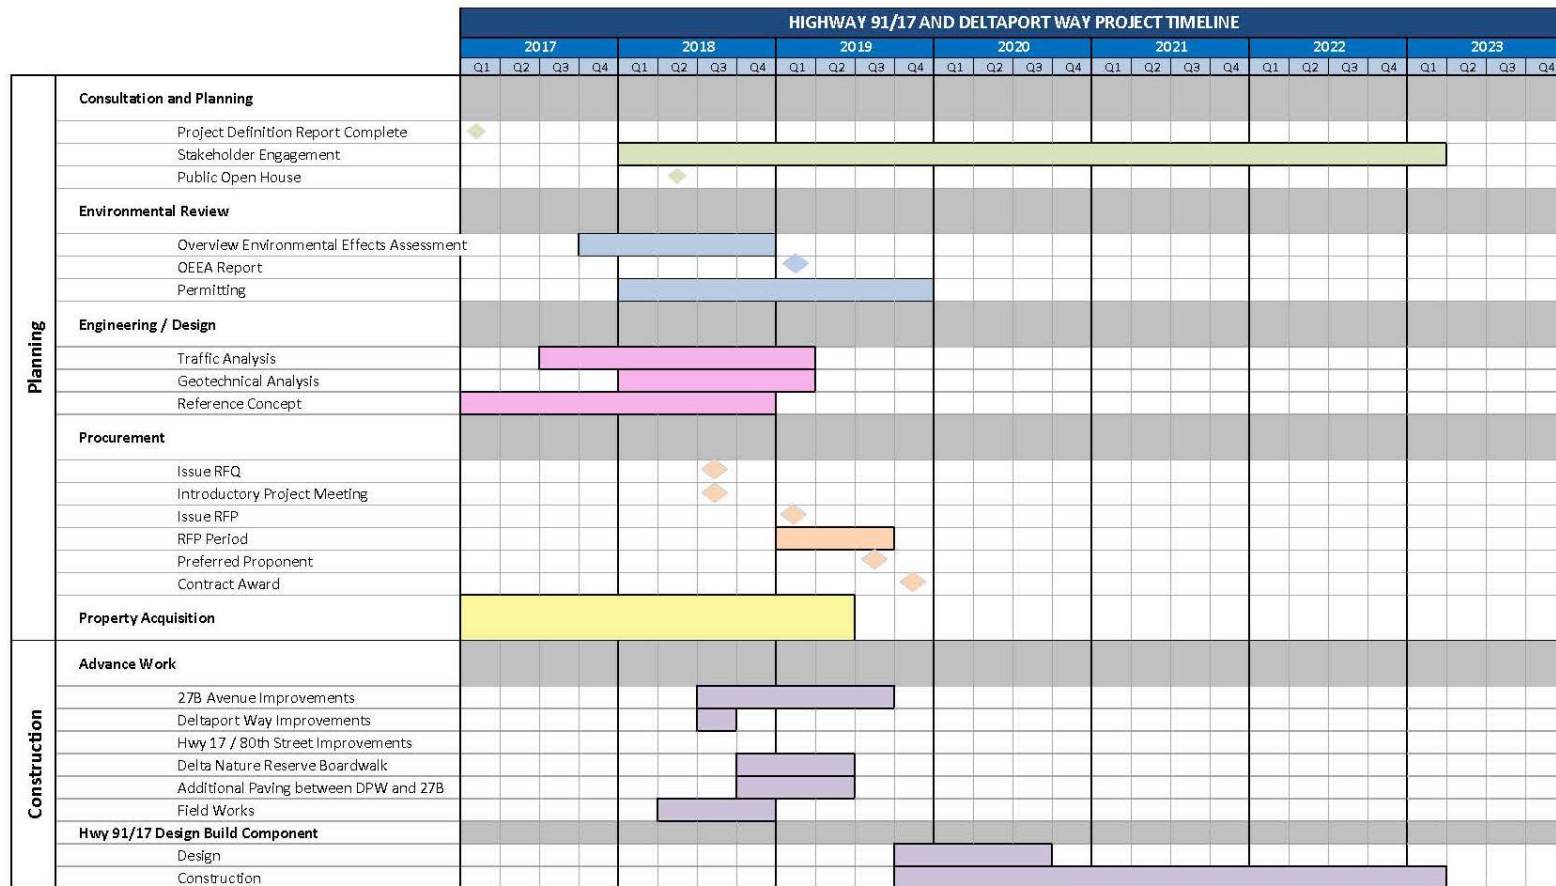 HIGHWAY 91/17 AND DELTAPORT WAY PROJECT TIMELINE
2017 2018 2019 2020 2021 2022 2023
Q1 Q2 Q3 Q4 Q1 Q2 Q3 Q4 Q1 Q2 Q3 Q4 Q1 Q2 Q3 Q4 Q1 Q2 Q3 Q4 Q1 Q2 Q3 Q4 Q1 Q2 Q3 Q4
Planning
Consultation and Planning
Project Definition Report Complete
Stakeholder Engagement
Public Open House
Environmental Review
Overview Environmental Effects Assessment
OEEA Report
Permitting
Engineering / Design
Traffic Analysis
Geotechnical Analysis
Reference Concept
Procurement
Issue RFQ
Introductory Project Meeting
Issue RFP
RFP Period
Preferred Proponent
Contract Award
Property Acquisition
Construction
Advance Work
27B Avenue Improvements
Deltaport Way Improvements
Hwy 17 / 80th Street Improvements
Delta Nature Reserve Boardwalk
Additional Paving between DPW and 27B
Field Works
Hwy 91/17 Design Build Component
Design
Construction